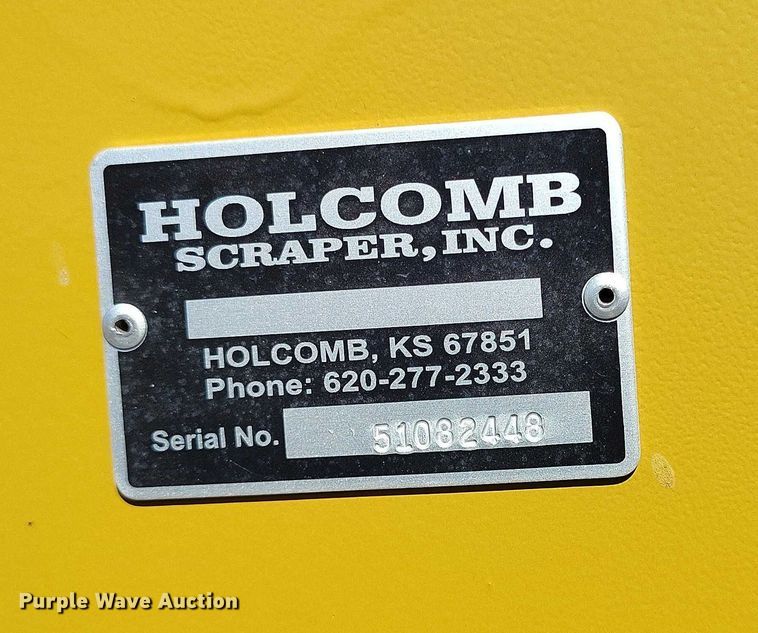 HOLCOMB
SCRAPER, INC.
HOLCOMB, KS 67851
Phone: 620-277-2333
Serial No. 51082448
Purple Wave Auction